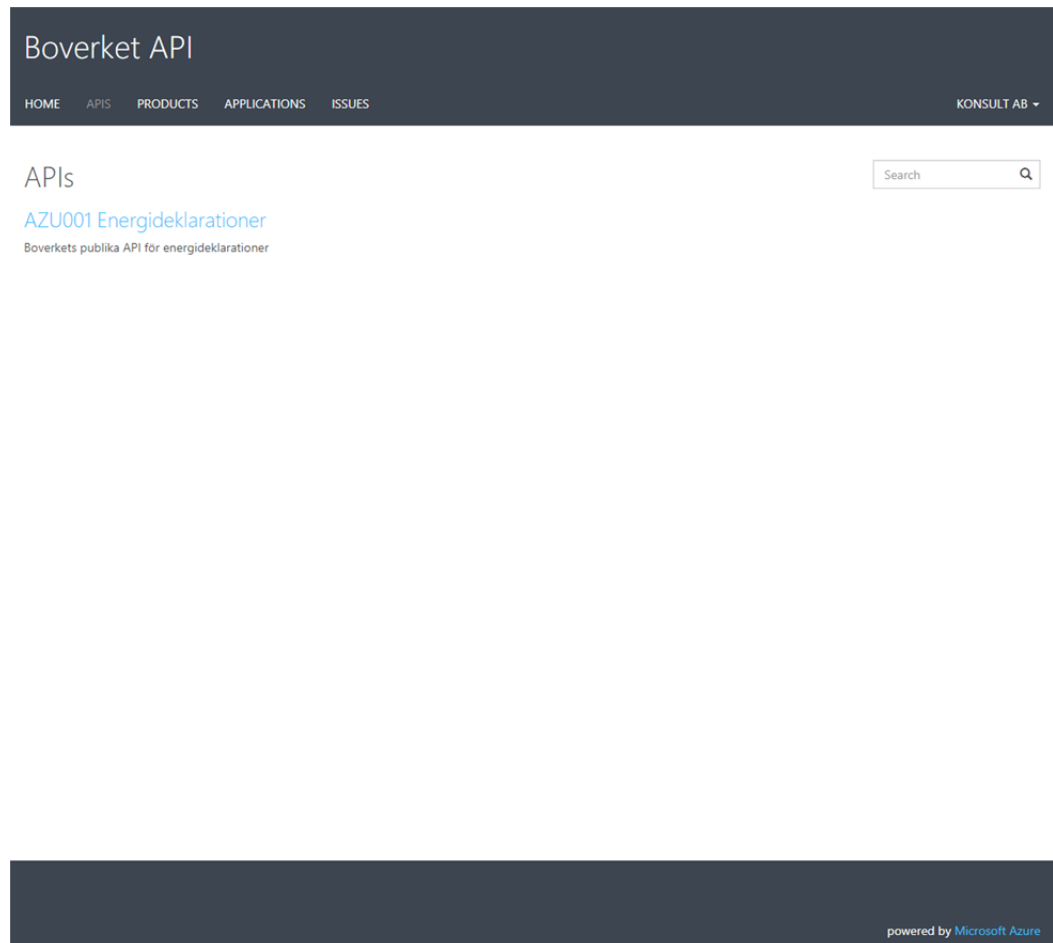 Boverket API
HOME APIS PRODUCTS APPLICATIONS ISSUES KONSULT AB
APIs
Search
AZU001 Energideklarationer
Boverkets publika API för energideklarationer
powered by Microsoft Azure